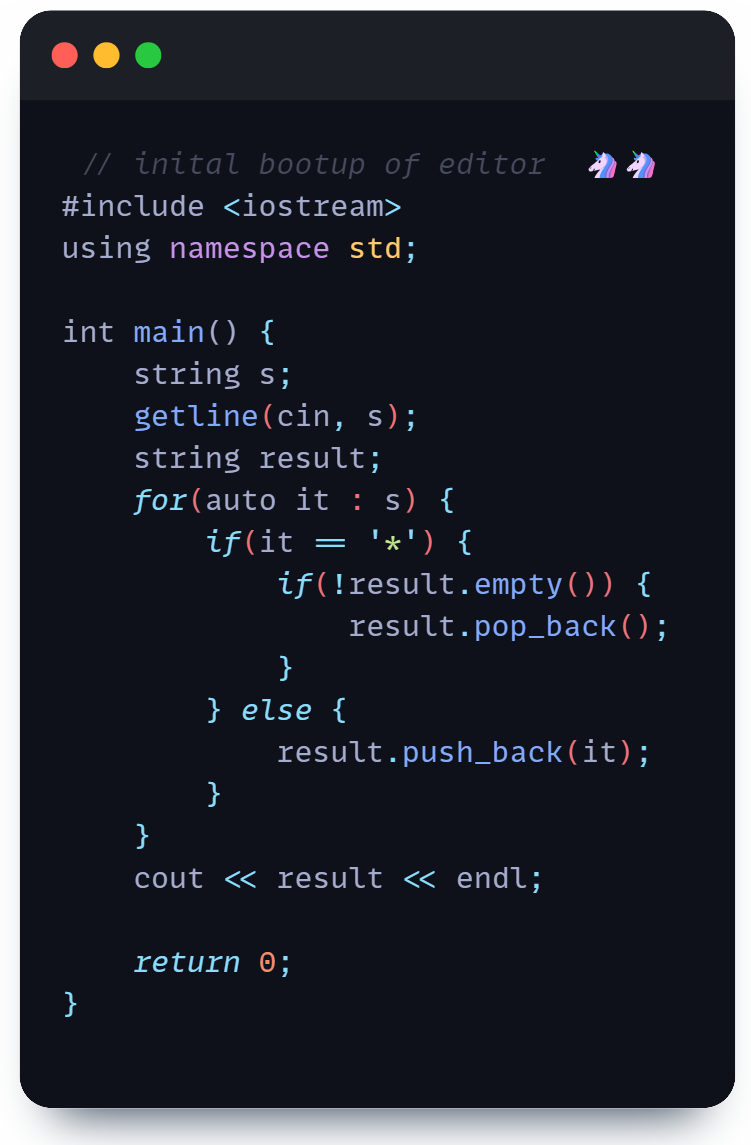 // inital bootup of editor 🦄🦄
#include <iostream>
using namespace std;

int main() {
    string s;
    getline(cin, s);
    string result;
    for(auto it : s) {
        if(it == '*') {
            if(!result.empty()) {
                result.pop_back();
            }
        } else {
            result.push_back(it);
        }
    }
    cout << result << endl;

    return 0;
}